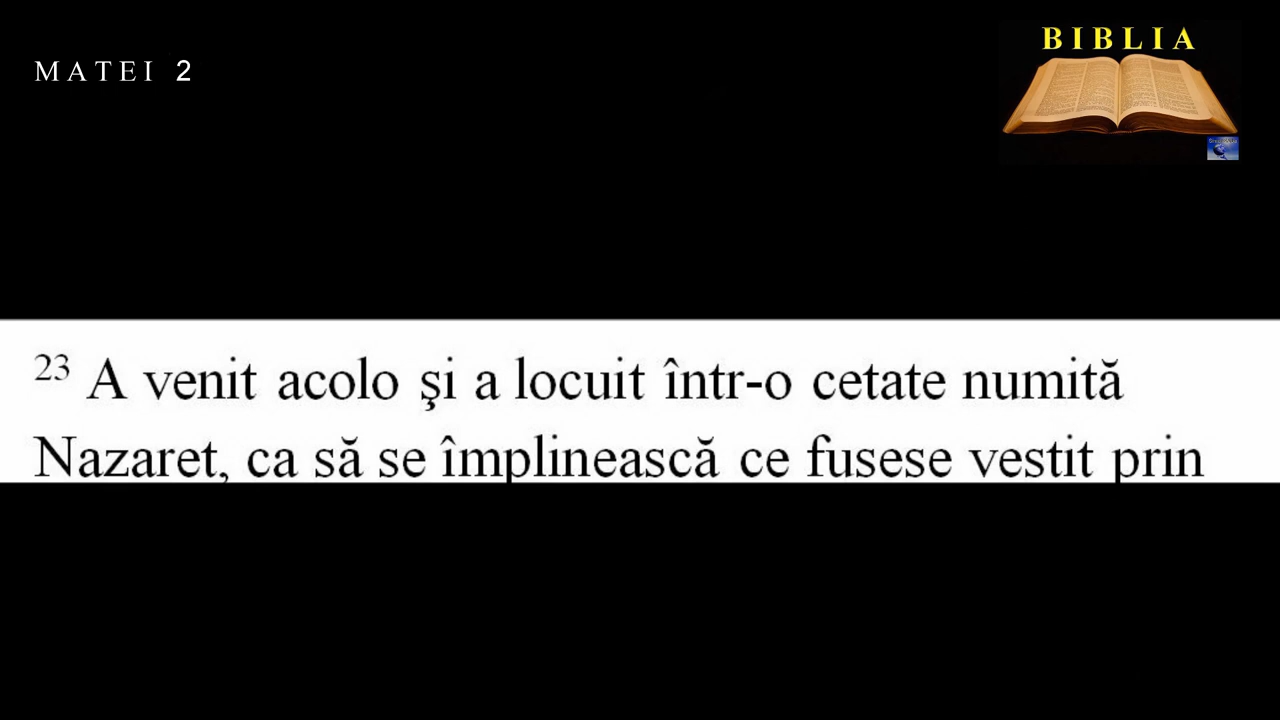 BIBLIA
MATEI 2
23 A venit acolo şi a locuit într-o cetate numită
Nazaret, ca să se împlinească ce fusese vestit prin